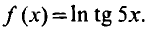 f (x) = ln tg 5x.